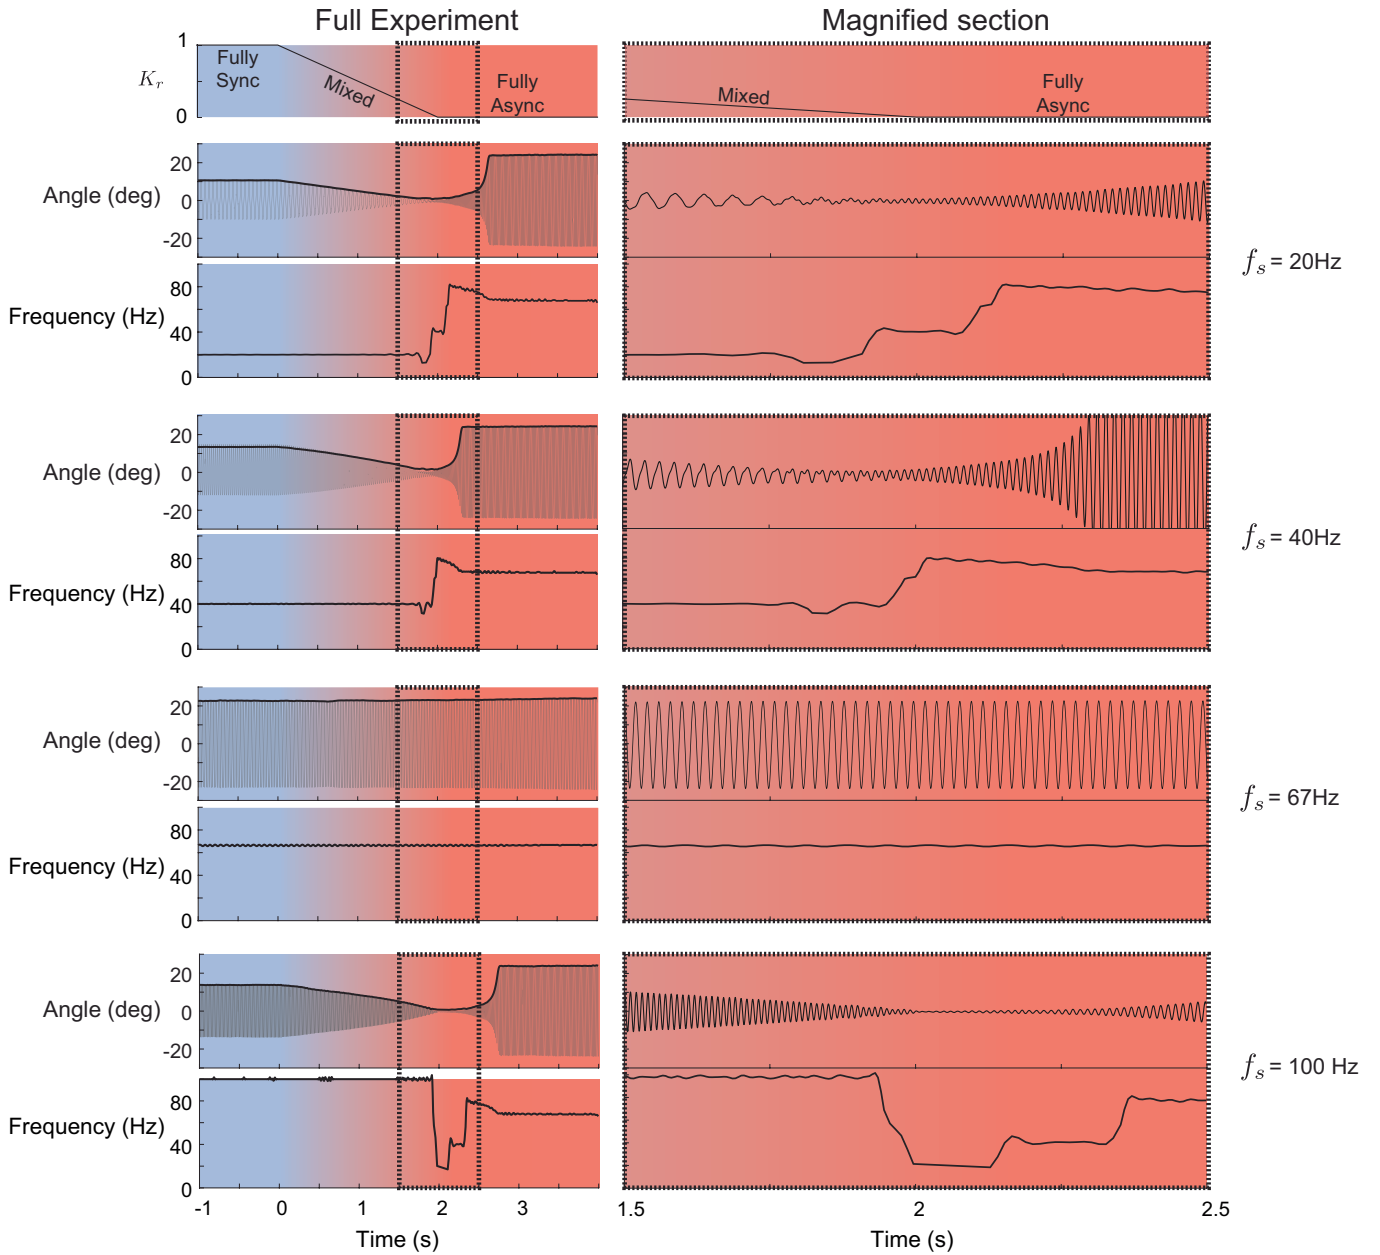 Full Experiment
Magnified section
1
K_r
0
Fully
Sync
Mixed
Fully
Async
Mixed
Fully
Async
Angle (deg)
20
0
-20
Frequency (Hz)
80
40
0
f_s = 20Hz
Angle (deg)
20
0
-20
Frequency (Hz)
80
40
0
f_s = 40Hz
Angle (deg)
20
0
-20
Frequency (Hz)
80
40
0
f_s = 67Hz
Angle (deg)
20
0
-20
Frequency (Hz)
80
40
0
f_s = 100 Hz
-1 0 1 2 3
Time (s)
1.5 2 2.5
Time (s)